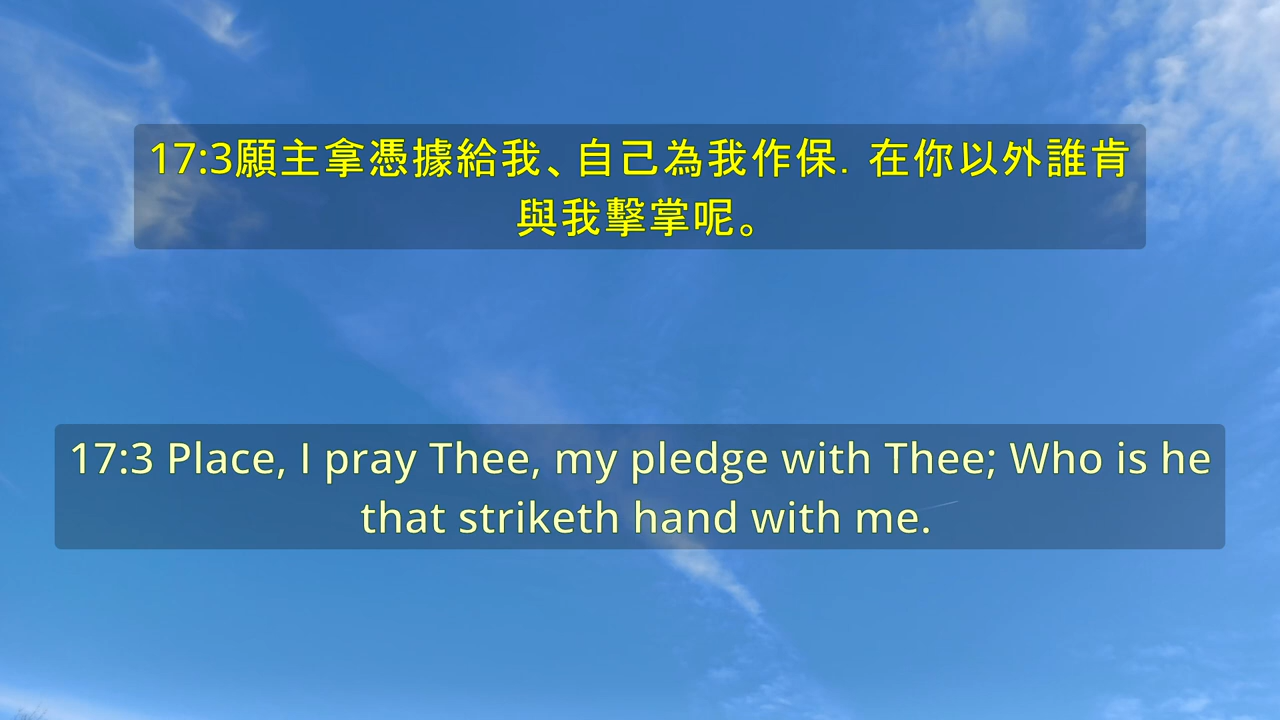 17:3願主拿憑據給我、自己為我作保．在你以外誰肯
與我擊掌呢。
17:3 Place, I pray Thee, my pledge with Thee; Who is he
that striketh hand with me.